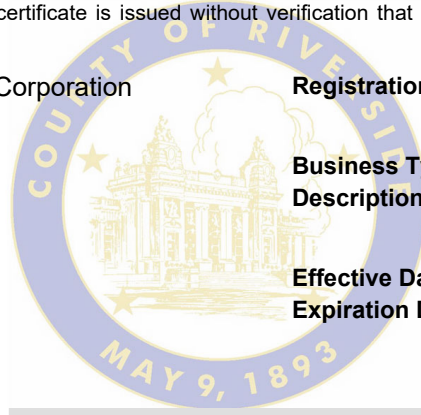 certificate is issued without verification that
COUNTY OF RIVERSIDE
Corporation
Registration
Business T
Description
Effective Da
Expiration
MAY 9, 1893